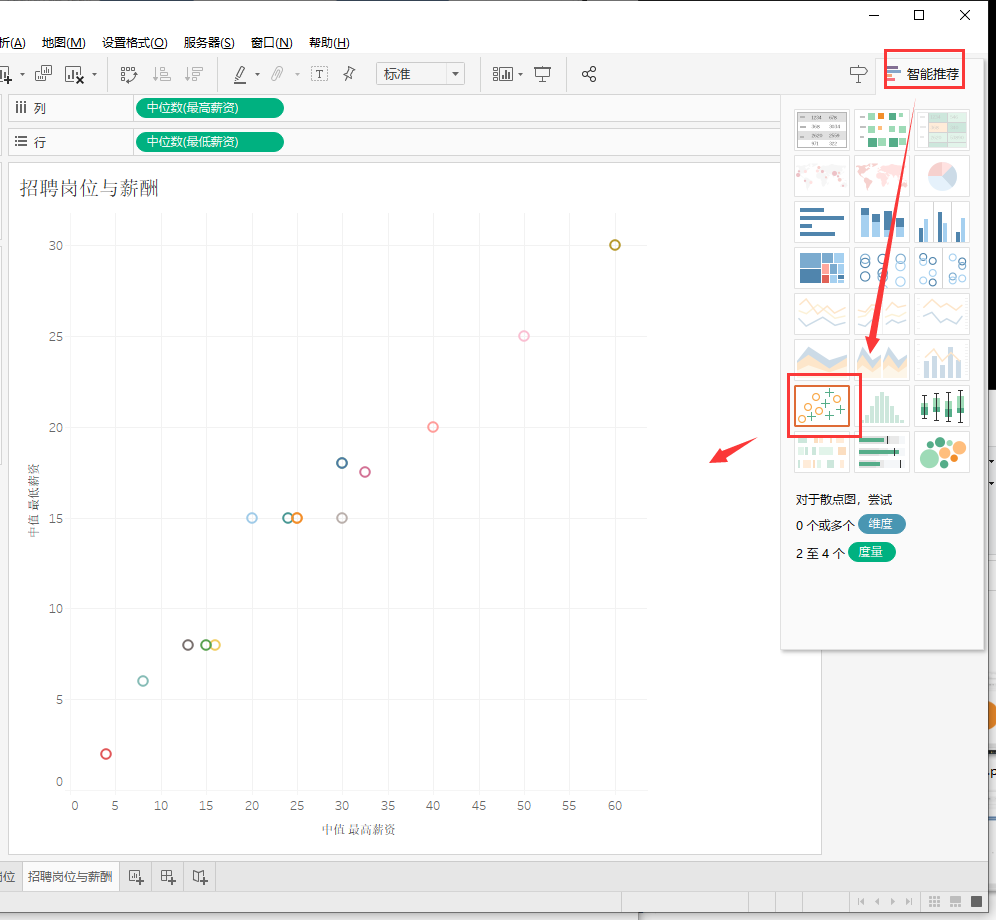 析(A) 地图(M) 设置格式(O) 服务器(S) 窗口(N) 帮助(H)
标准
智能推荐
列 中位数(最高薪资)
行 中位数(最低薪资)
招聘岗位与薪酬
30
25
20
15
10
5
0
中值 最低薪资
0 5 10 15 20 25 30 35 40 45 50 55 60
中值 最高薪资
对于散点图，尝试
0 个或多个 维度
2 至 4 个 度量
岗位 招聘岗位与薪酬